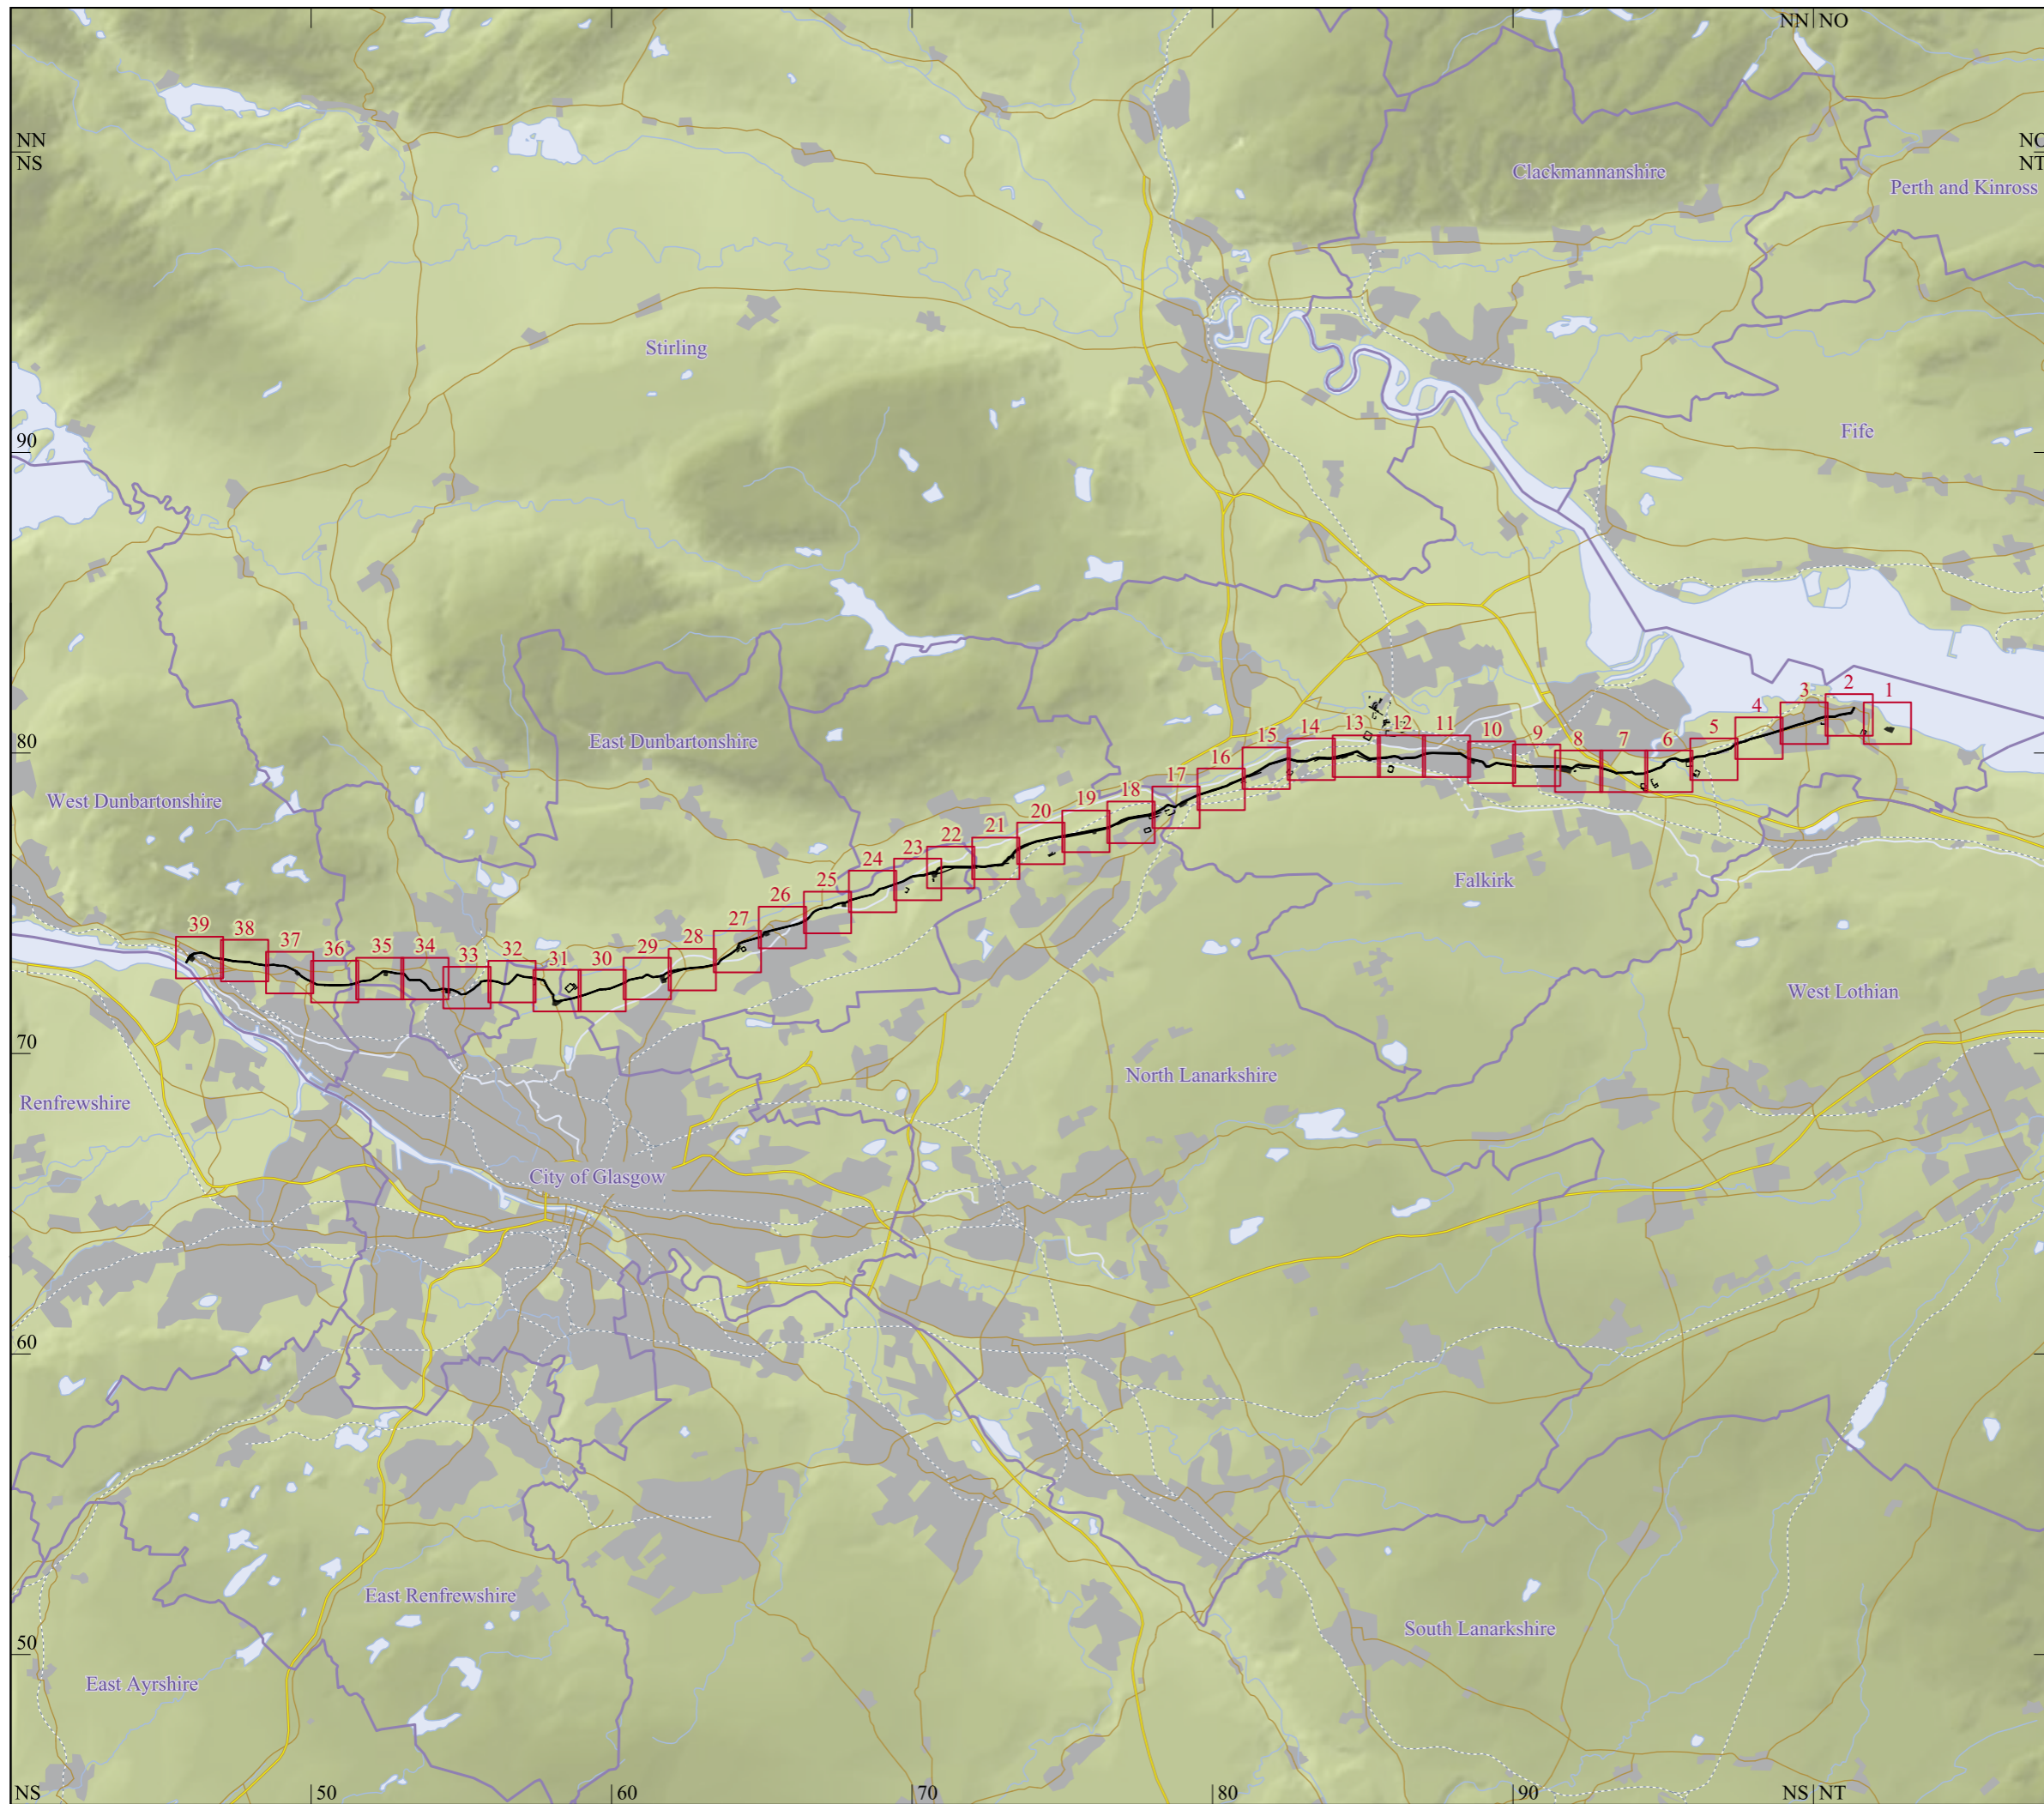 NN NO
NN
NS
NO
NT
Clackmannanshire
Perth and Kinross
Stirling
Fife
90
80
East Dunbartonshire
West Dunbartonshire
1
2
3
4
5
6
7
8
9
10
11
12
13
14
15
16
17
18
19
20
21
22
23
24
25
26
27
28
29
30
31
32
33
34
35
36
37
38
39
Falkirk
West Lothian
70
North Lanarkshire
Renfrewshire
City of Glasgow
60
East Renfrewshire
South Lanarkshire
50
East Ayrshire
NS
50
60
70
80
90
NS NT